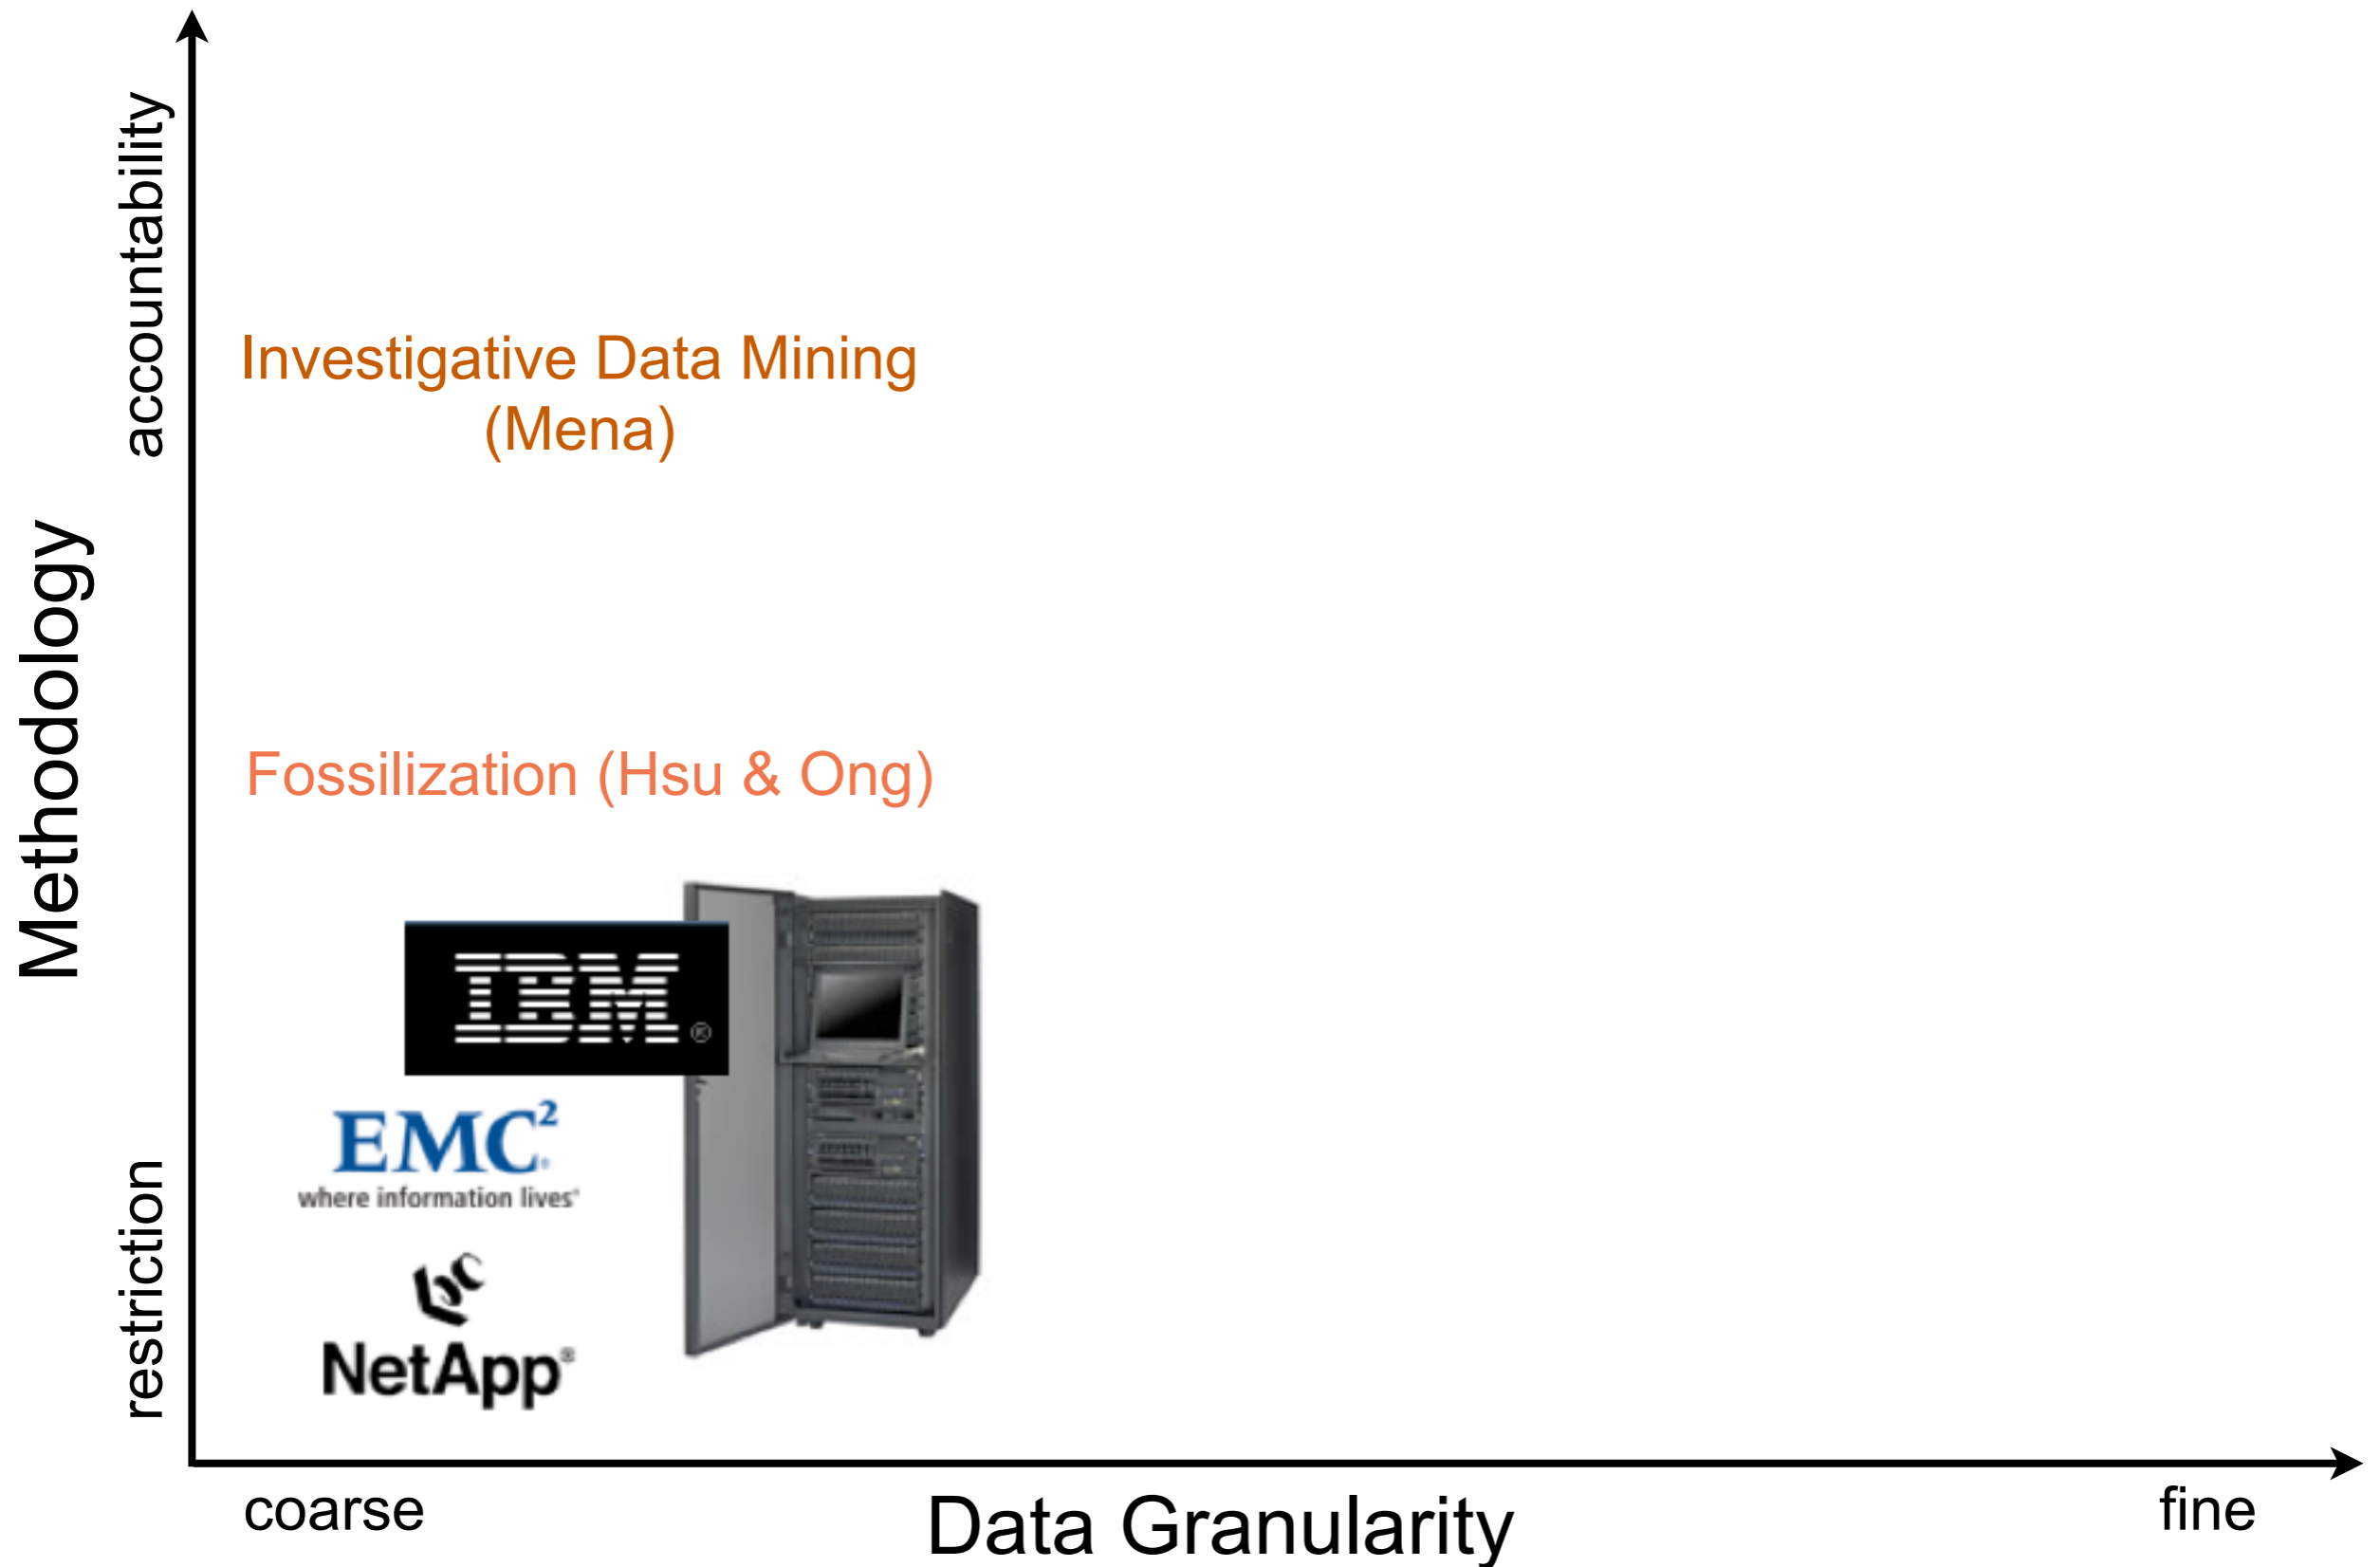 accountability
Investigative Data Mining
(Mena)
Methodology
Fossilization (Hsu & Ong)
IBM®
EMC²®
where information lives®
restriction
NetApp®
coarse
Data Granularity
fine